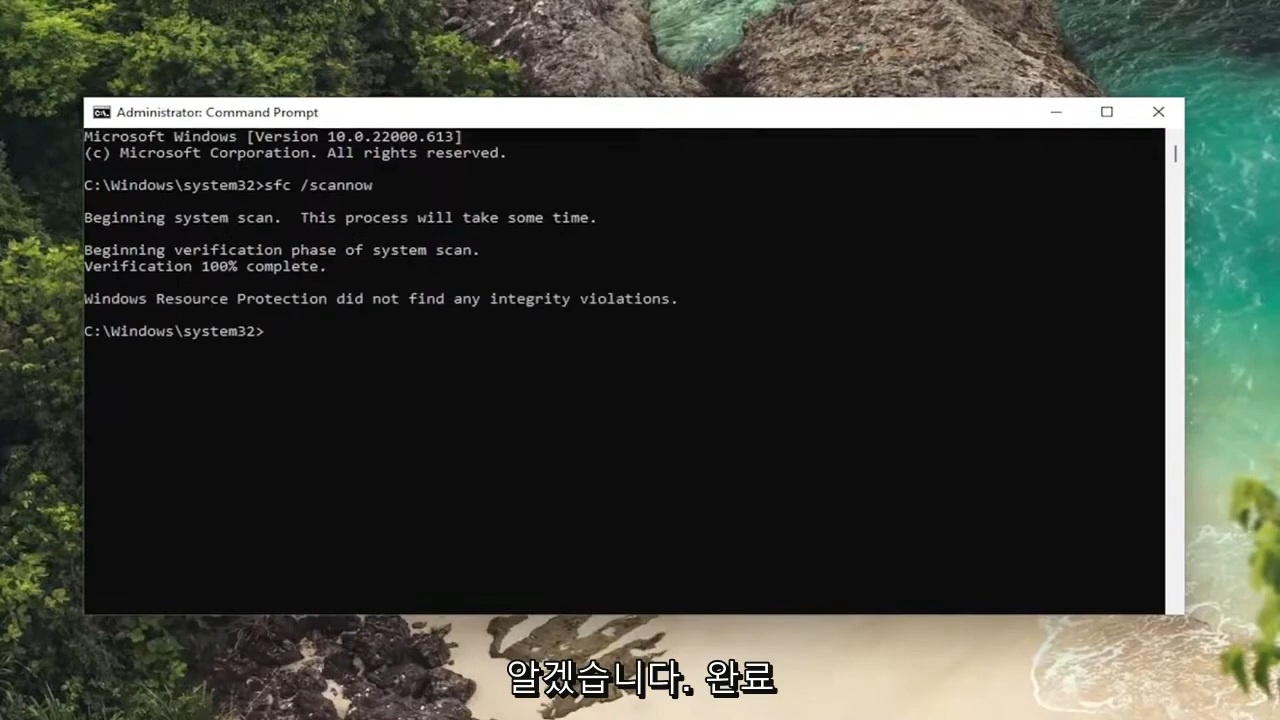 Administrator: Command Prompt
Microsoft Windows [Version 10.0.22000.613]
(c) Microsoft Corporation. All rights reserved.
C:\Windows\system32>sfc /scannow
Beginning system scan.  This process will take some time.
Beginning verification phase of system scan.
Verification 100% complete.
Windows Resource Protection did not find any integrity violations.
C:\Windows\system32>
알겠습니다. 완료